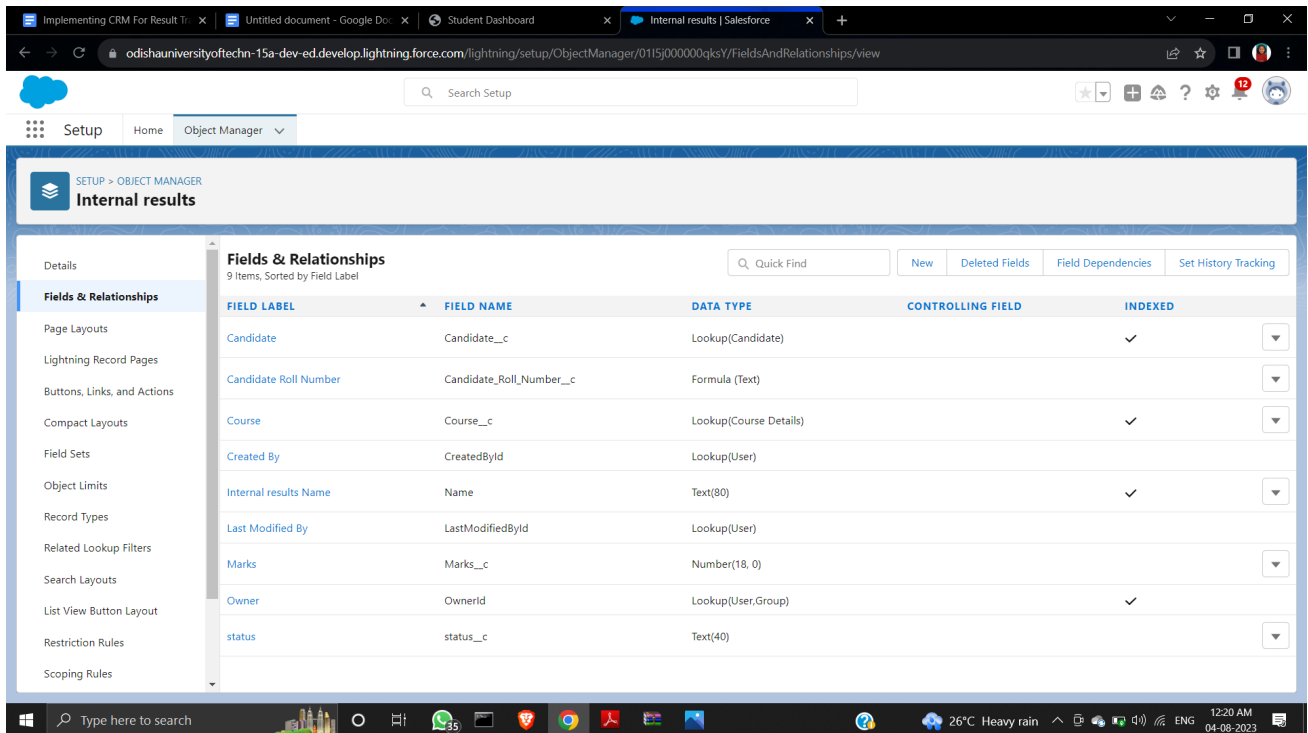 Implementing CRM For Result Tr
Untitled document - Google Doc
Student Dashboard
Internal results | Salesforce
odishauniversityoftechn-15a-dev-ed.develop.lightning.force.com/lightning/setup/ObjectManager/01I5j000000qksY/FieldsAndRelationships/view
Search Setup
12
Setup Home Object Manager
SETUP > OBJECT MANAGER
Internal results
Details
Fields & Relationships
Page Layouts
Lightning Record Pages
Buttons, Links, and Actions
Compact Layouts
Field Sets
Object Limits
Record Types
Related Lookup Filters
Search Layouts
List View Button Layout
Restriction Rules
Scoping Rules
Fields & Relationships
9 Items, Sorted by Field Label
Quick Find New Deleted Fields Field Dependencies Set History Tracking
FIELD LABEL FIELD NAME DATA TYPE CONTROLLING FIELD INDEXED
Candidate Candidate__c Lookup(Candidate)
Candidate Roll Number Candidate_Roll_Number__c Formula (Text)
Course Course__c Lookup(Course Details)
Created By CreatedById Lookup(User)
Internal results Name Name Text(80)
Last Modified By LastModifiedById Lookup(User)
Marks Marks__c Number(18, 0)
Owner OwnerId Lookup(User,Group)
status status__c Text(40)
Type here to search
35
26°C Heavy rain
ENG
12:20 AM
04-08-2023